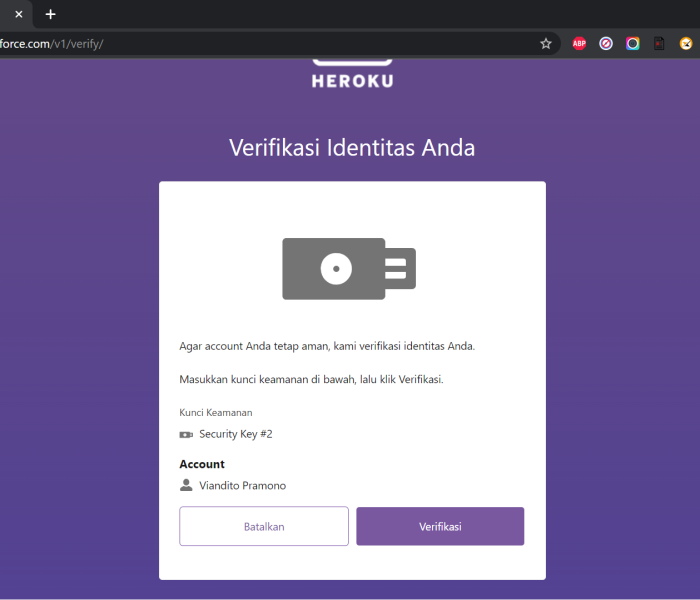 force.com/v1/verify/
ABP
HEROKU
Verifikasi Identitas Anda
Agar account Anda tetap aman, kami verifikasi identitas Anda.
Masukkan kunci keamanan di bawah, lalu klik Verifikasi.
Kunci Keamanan
Security Key #2
Account
Viandito Pramono
Batalkan
Verifikasi